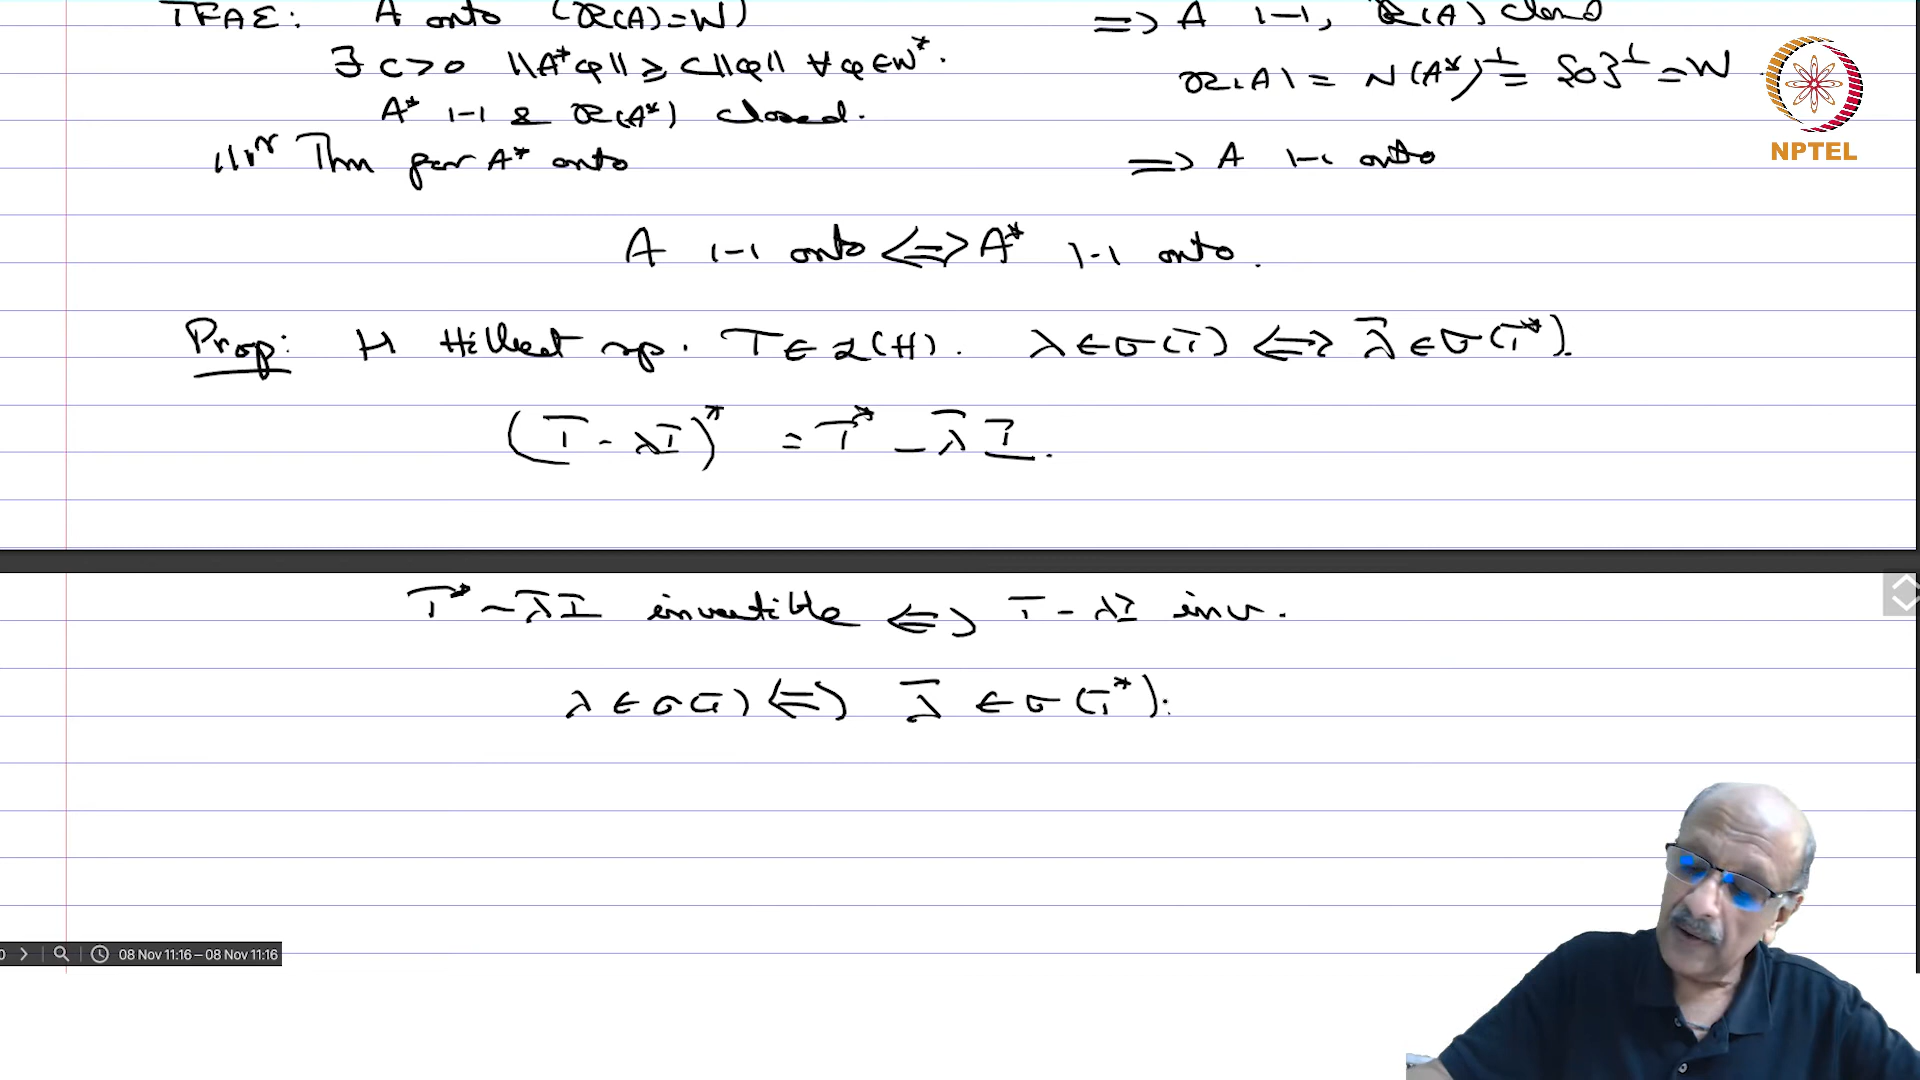 TFAE: A onto (R(A)=W) ⟹ A 1-1, R(A) closed
∃ c>0 ||A*φ|| ≥ c||φ|| ∀ φ∈W*. R(A) = N(A*)^⊥ = {0}^⊥ = W
A* 1-1 & R(A*) closed.
|||ʳ Thm for A* onto ⟹ A 1-1 onto
A 1-1 onto ⟺ A* 1-1 onto.
Prop: H Hilbert sp. T ∈ L(H). λ ∈ σ(T) ⟺ λ̄ ∈ σ(T*).
(T - λI)* = T* - λ̄ I.
T* - λ̄I invertible ⟺ T - λI inv.
λ ∈ σ(T) ⟺ λ̄ ∈ σ(T*).
NPTEL
08 Nov 11:16 – 08 Nov 11:16